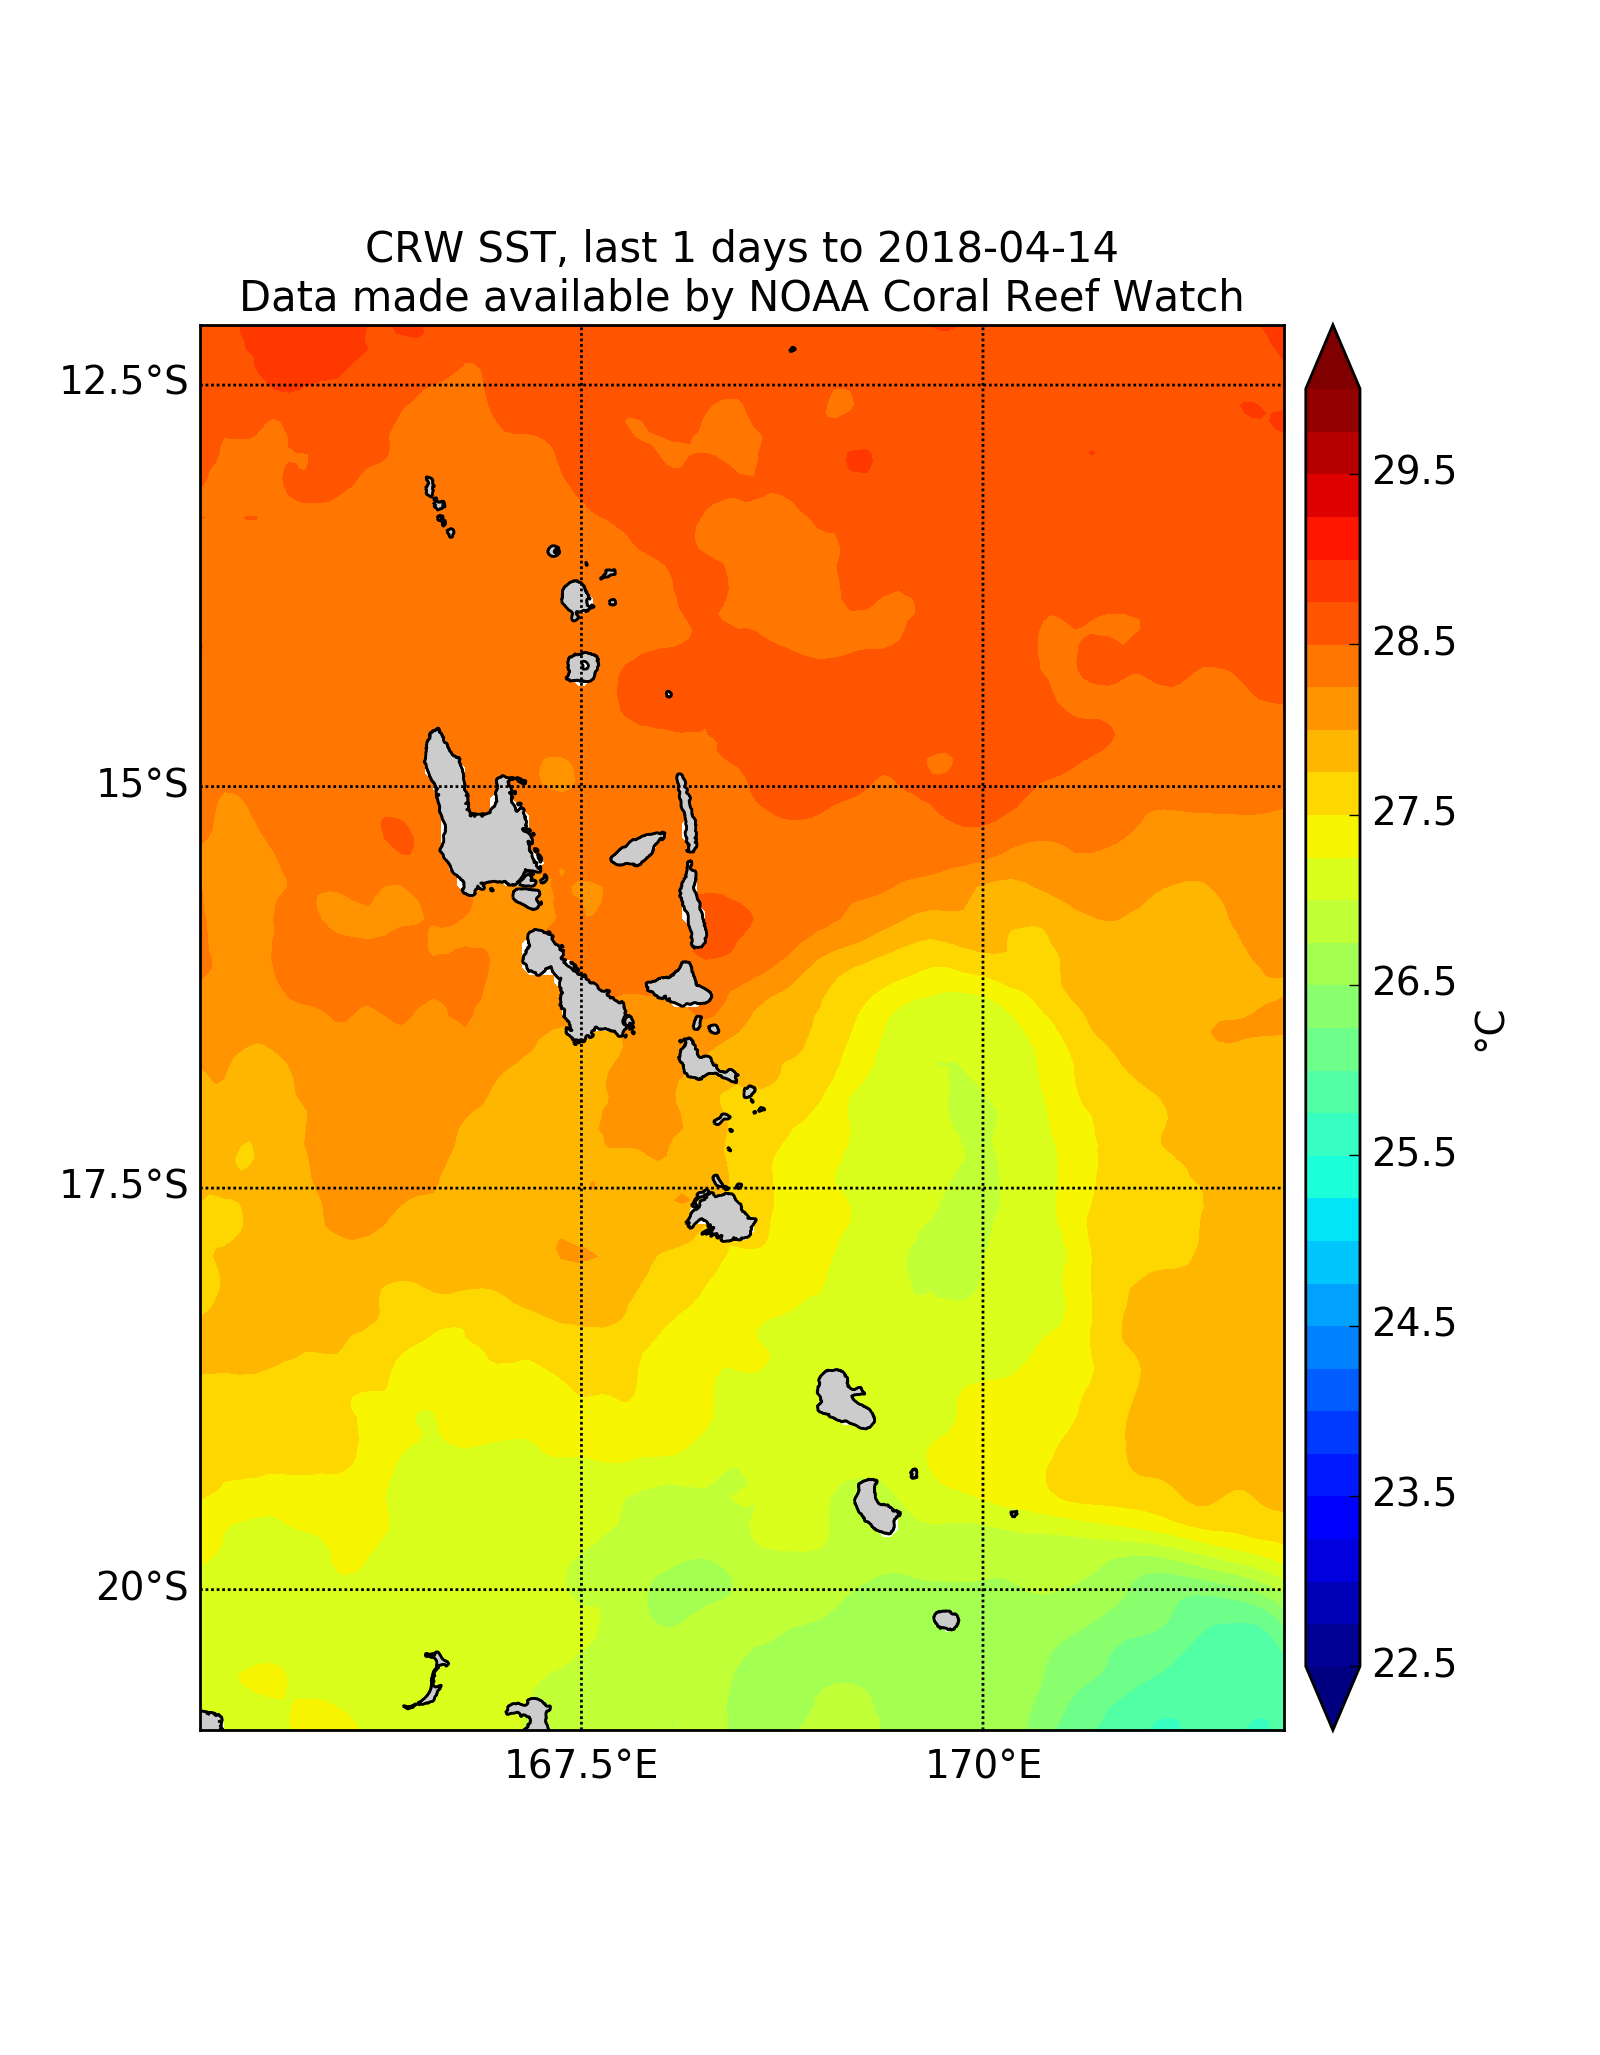 CRW SST, last 1 days to 2018-04-14
Data made available by NOAA Coral Reef Watch
12.5°S
15°S
17.5°S
20°S
167.5°E
170°E
29.5
28.5
27.5
26.5
25.5
24.5
23.5
22.5
°C